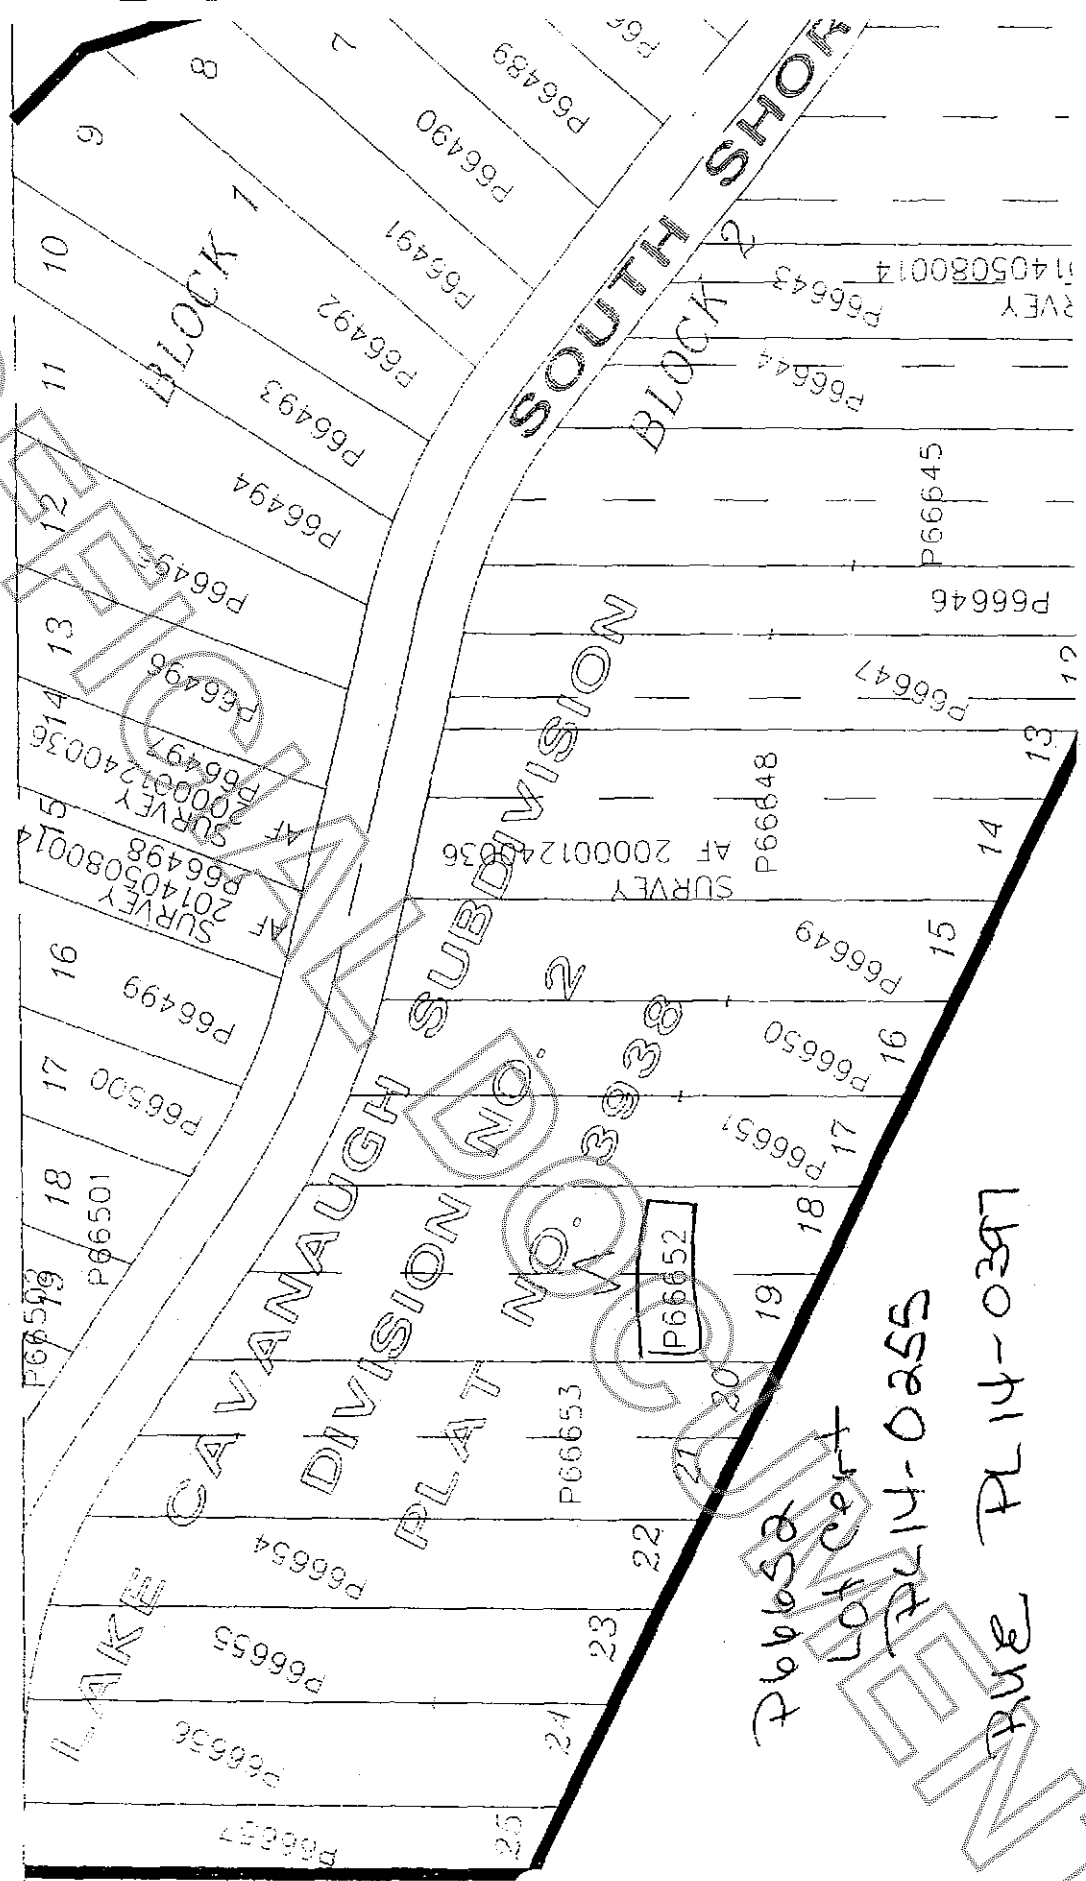 7
8
9
10
11
12
13
14
15
16
17
18
19
BLOCK 1
P66489
P66490
P66491
P66492
P66493
P66494
P66496
P66497
SURVEY
AF 200001240036
P66498
SURVEY
AF 201405080014
P66499
P66500
P66501
SOUTH SHOR
BLOCK 2
P66643
P66644
P66645
P66646
P66647
P66648
SURVEY
AF 200001240036
P66649
P66650
P66651
P66652
P66653
P66654
P66655
P66656
P66657
12
13
14
15
16
17
18
19
20
21
22
23
24
25
LAKE CAVANAUGH SUBDIVISION
DIVISION NO. 2
PLAT NO. 3938
P66652
Lot Cert
PL14-0255
RUE PL14-0397